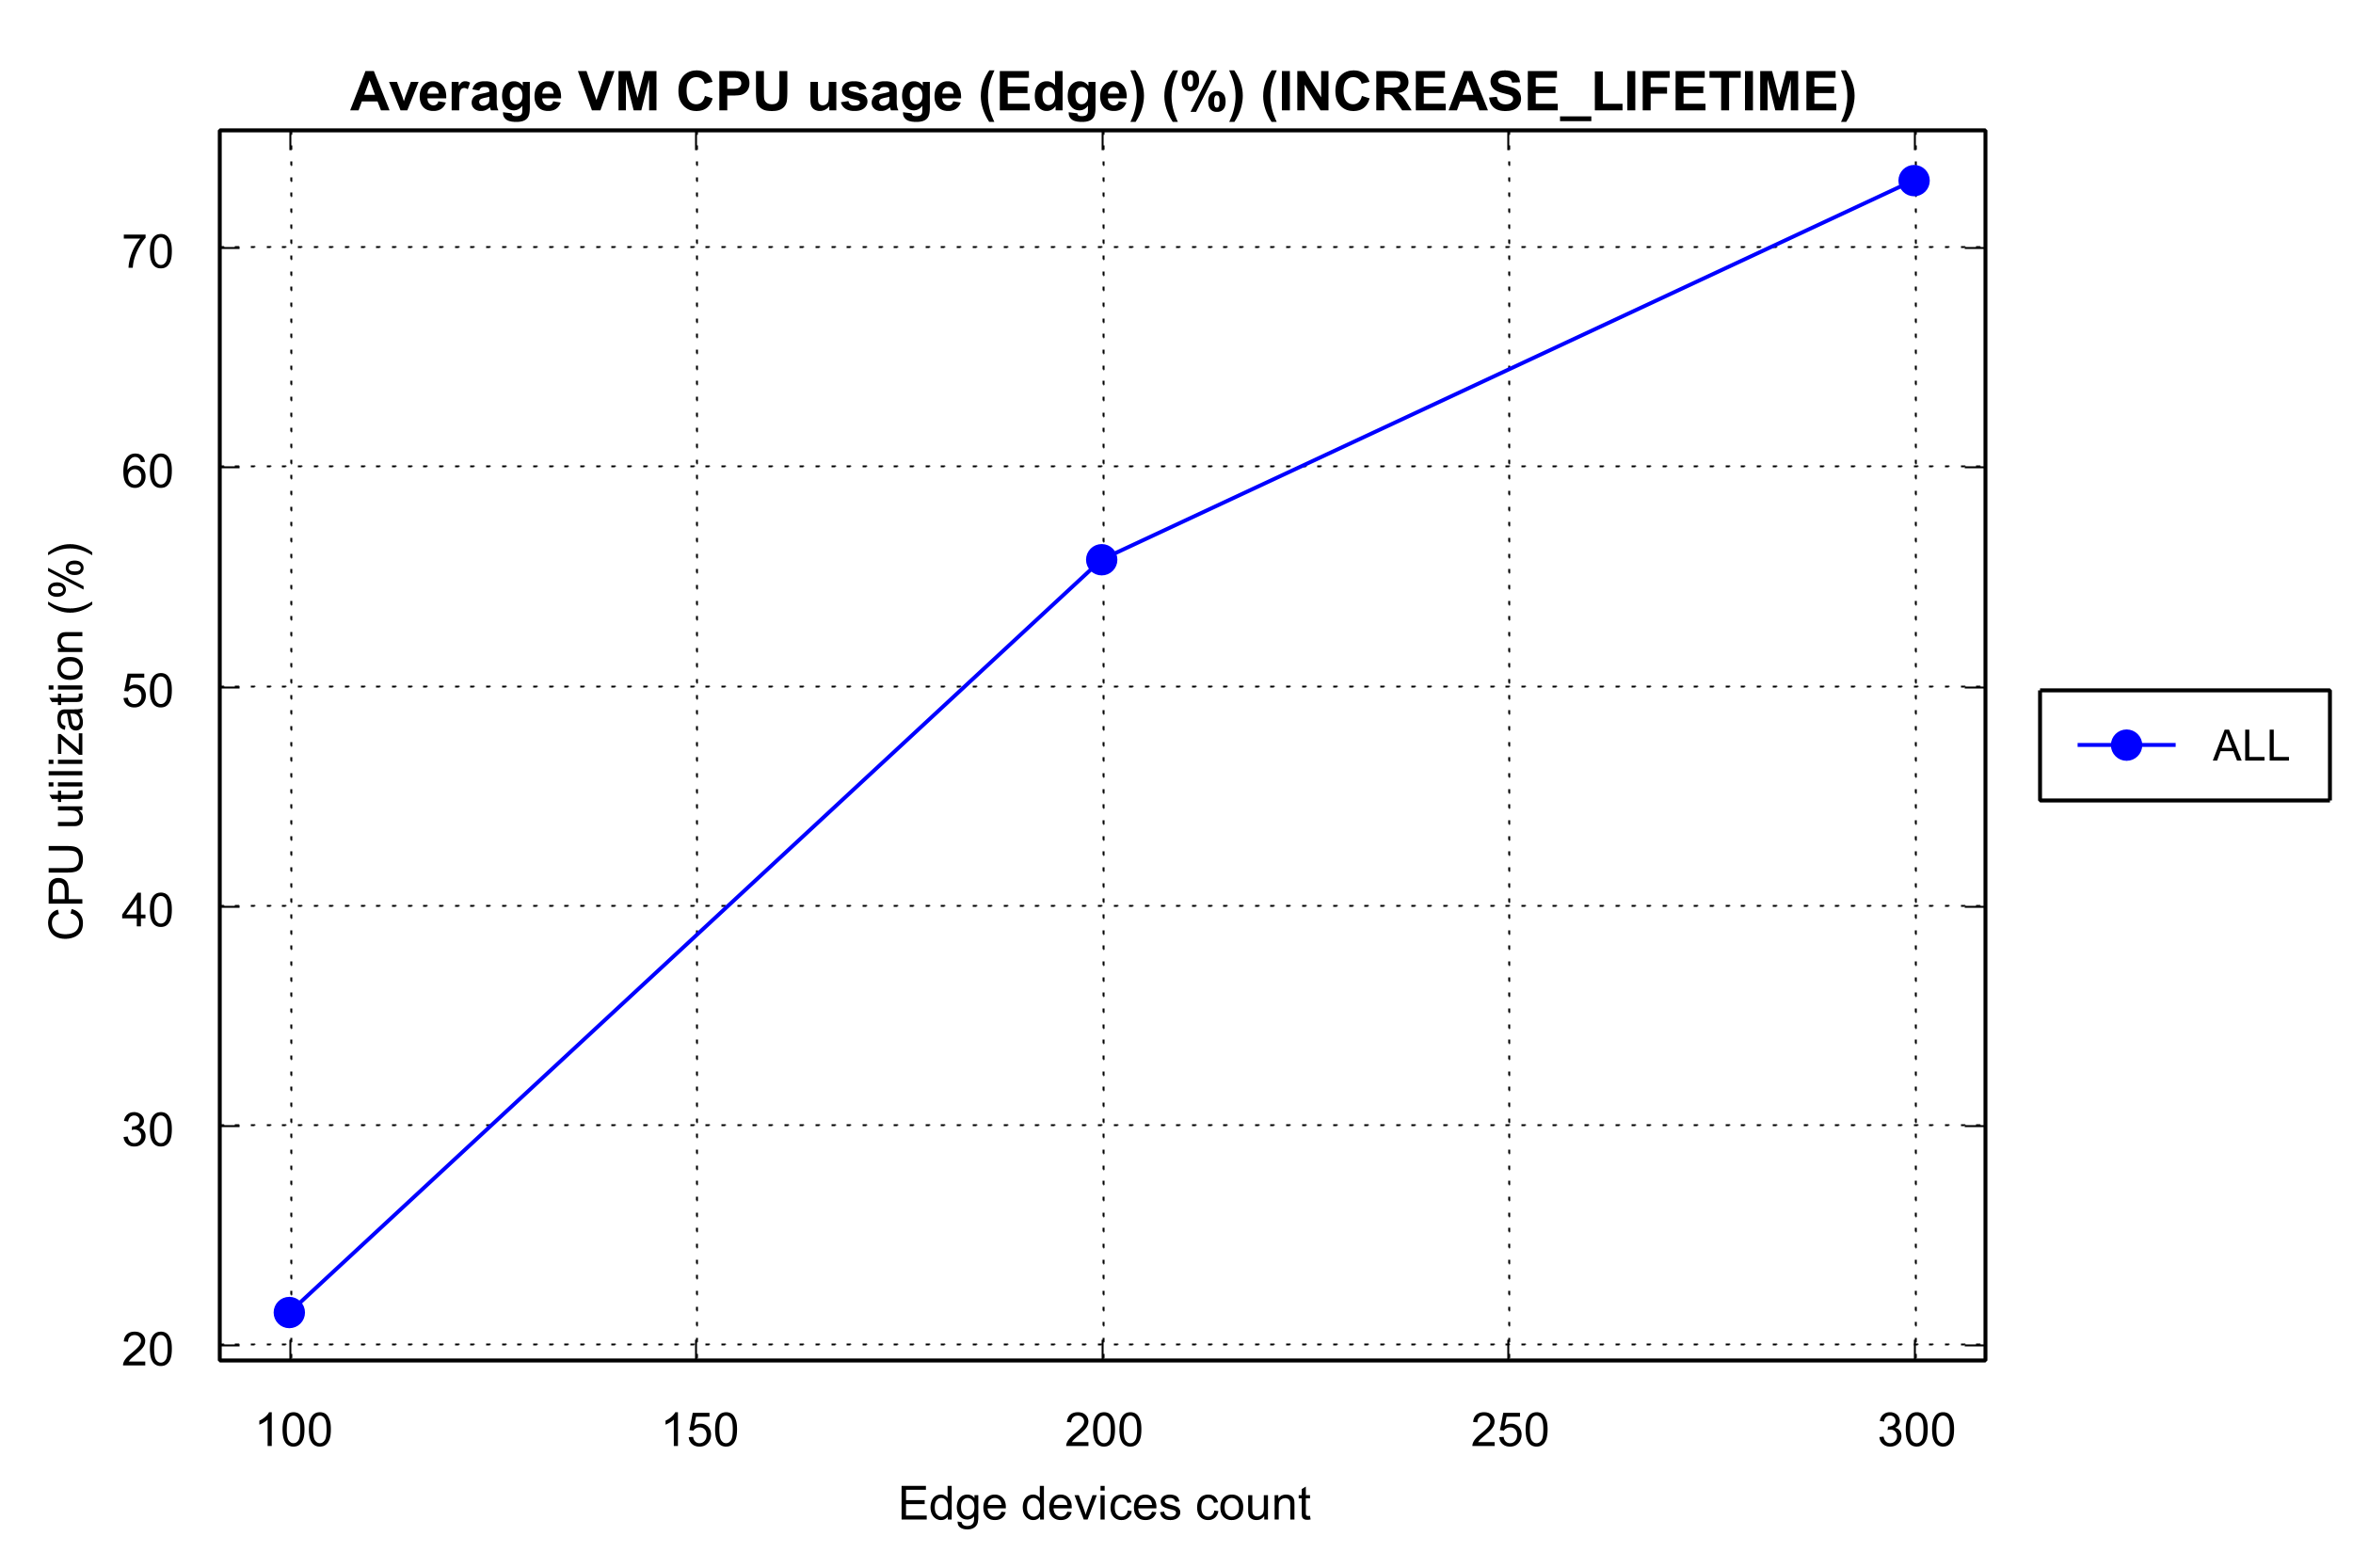 Average VM CPU usage (Edge) (%) (INCREASE_LIFETIME)
CPU utilization (%)
70
60
50
40
30
20
100 150 200 250 300
Edge devices count
ALL